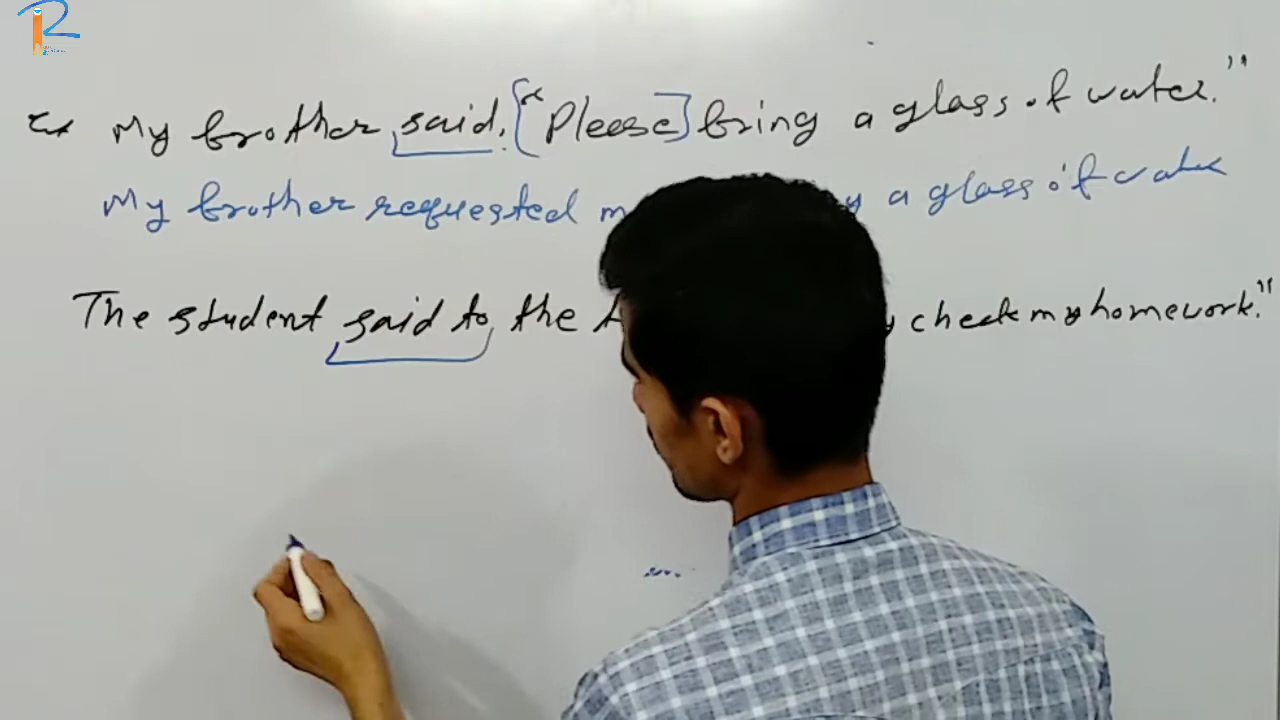 Ex My brother said, "Please bring a glass of water."
My brother requested a glass of water
The student said to the check my homework."